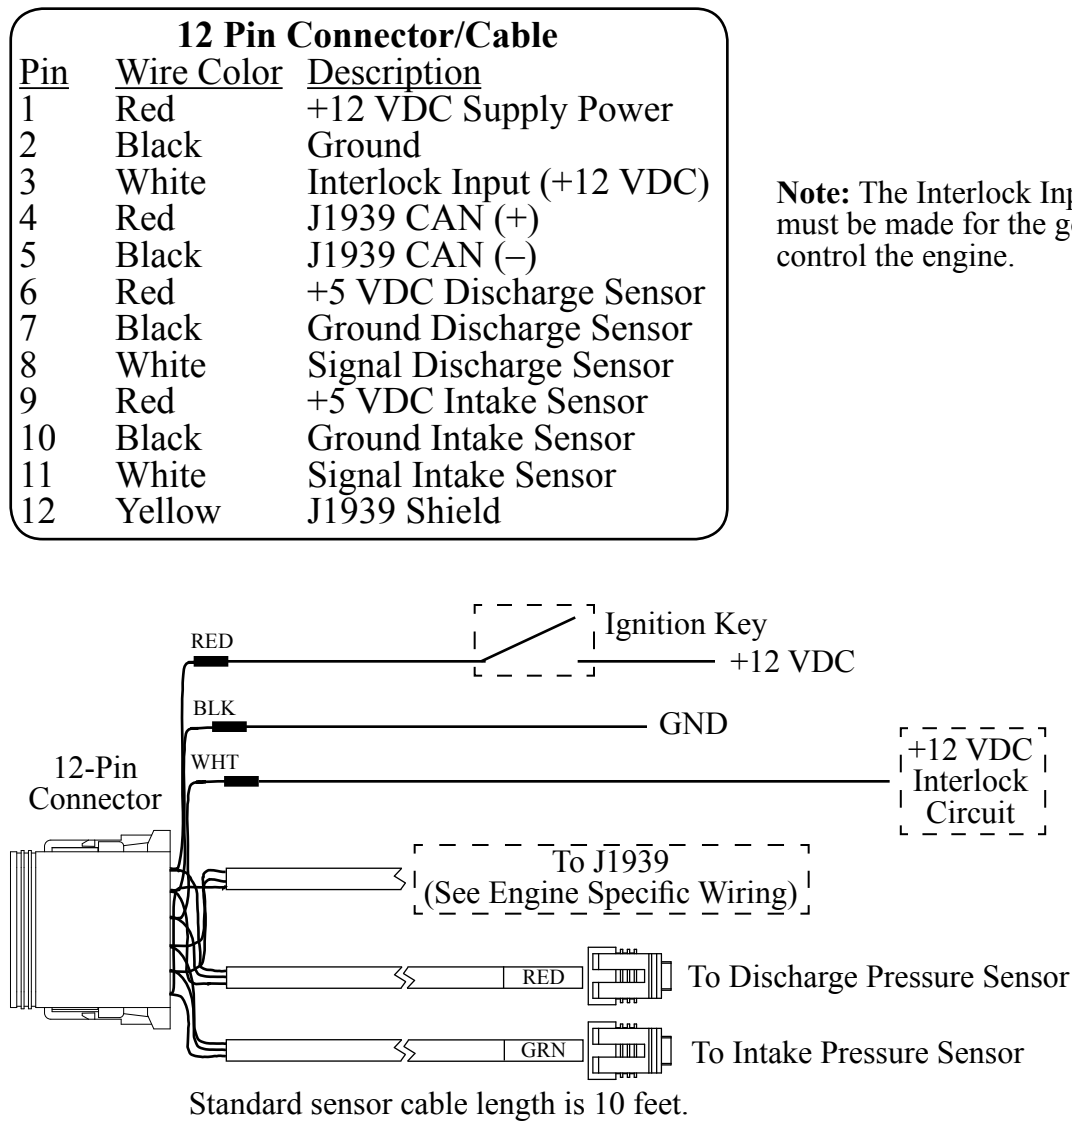 12 Pin Connector/Cable
Pin Wire Color Description
1 Red +12 VDC Supply Power
2 Black Ground
3 White Interlock Input (+12 VDC)
4 Red J1939 CAN (+)
5 Black J1939 CAN (–)
6 Red +5 VDC Discharge Sensor
7 Black Ground Discharge Sensor
8 White Signal Discharge Sensor
9 Red +5 VDC Intake Sensor
10 Black Ground Intake Sensor
11 White Signal Intake Sensor
12 Yellow J1939 Shield
Note: The Interlock
must be made for the
control the engine.
RED
Ignition Key
+12 VDC
BLK
GND
WHT
+12 VDC
Interlock
Circuit
12-Pin
Connector
To J1939
(See Engine Specific Wiring)
RED
To Discharge Pressure Sensor
GRN
To Intake Pressure Sensor
Standard sensor cable length is 10 feet.